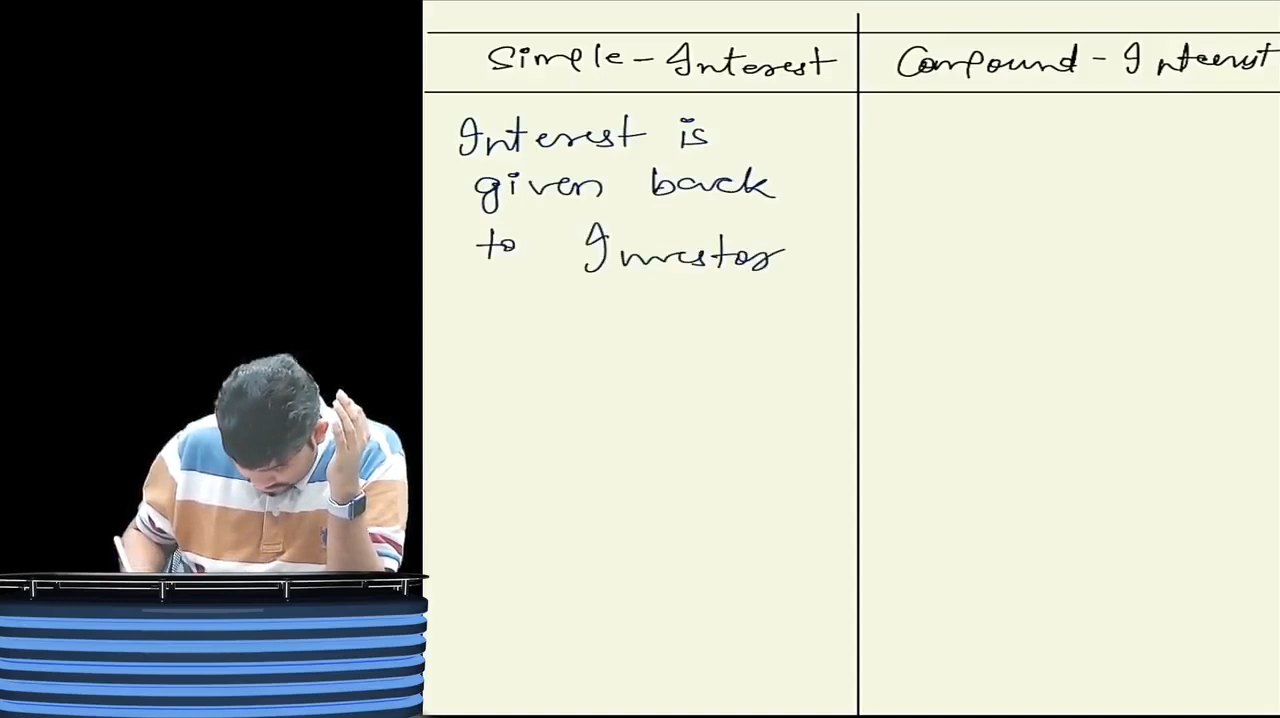 Simple - Interest
Compound - Interest
Interest is
given back
to Investor